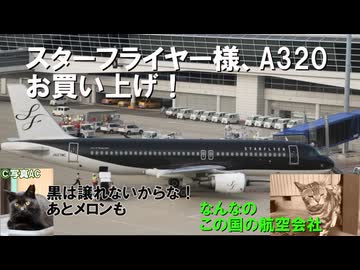 スターフライヤー様、A320
お買い上げ！
STARFLYER
©写真AC
黒は譲れないからな！
あとメロンも
なんなの
この国の航空会社